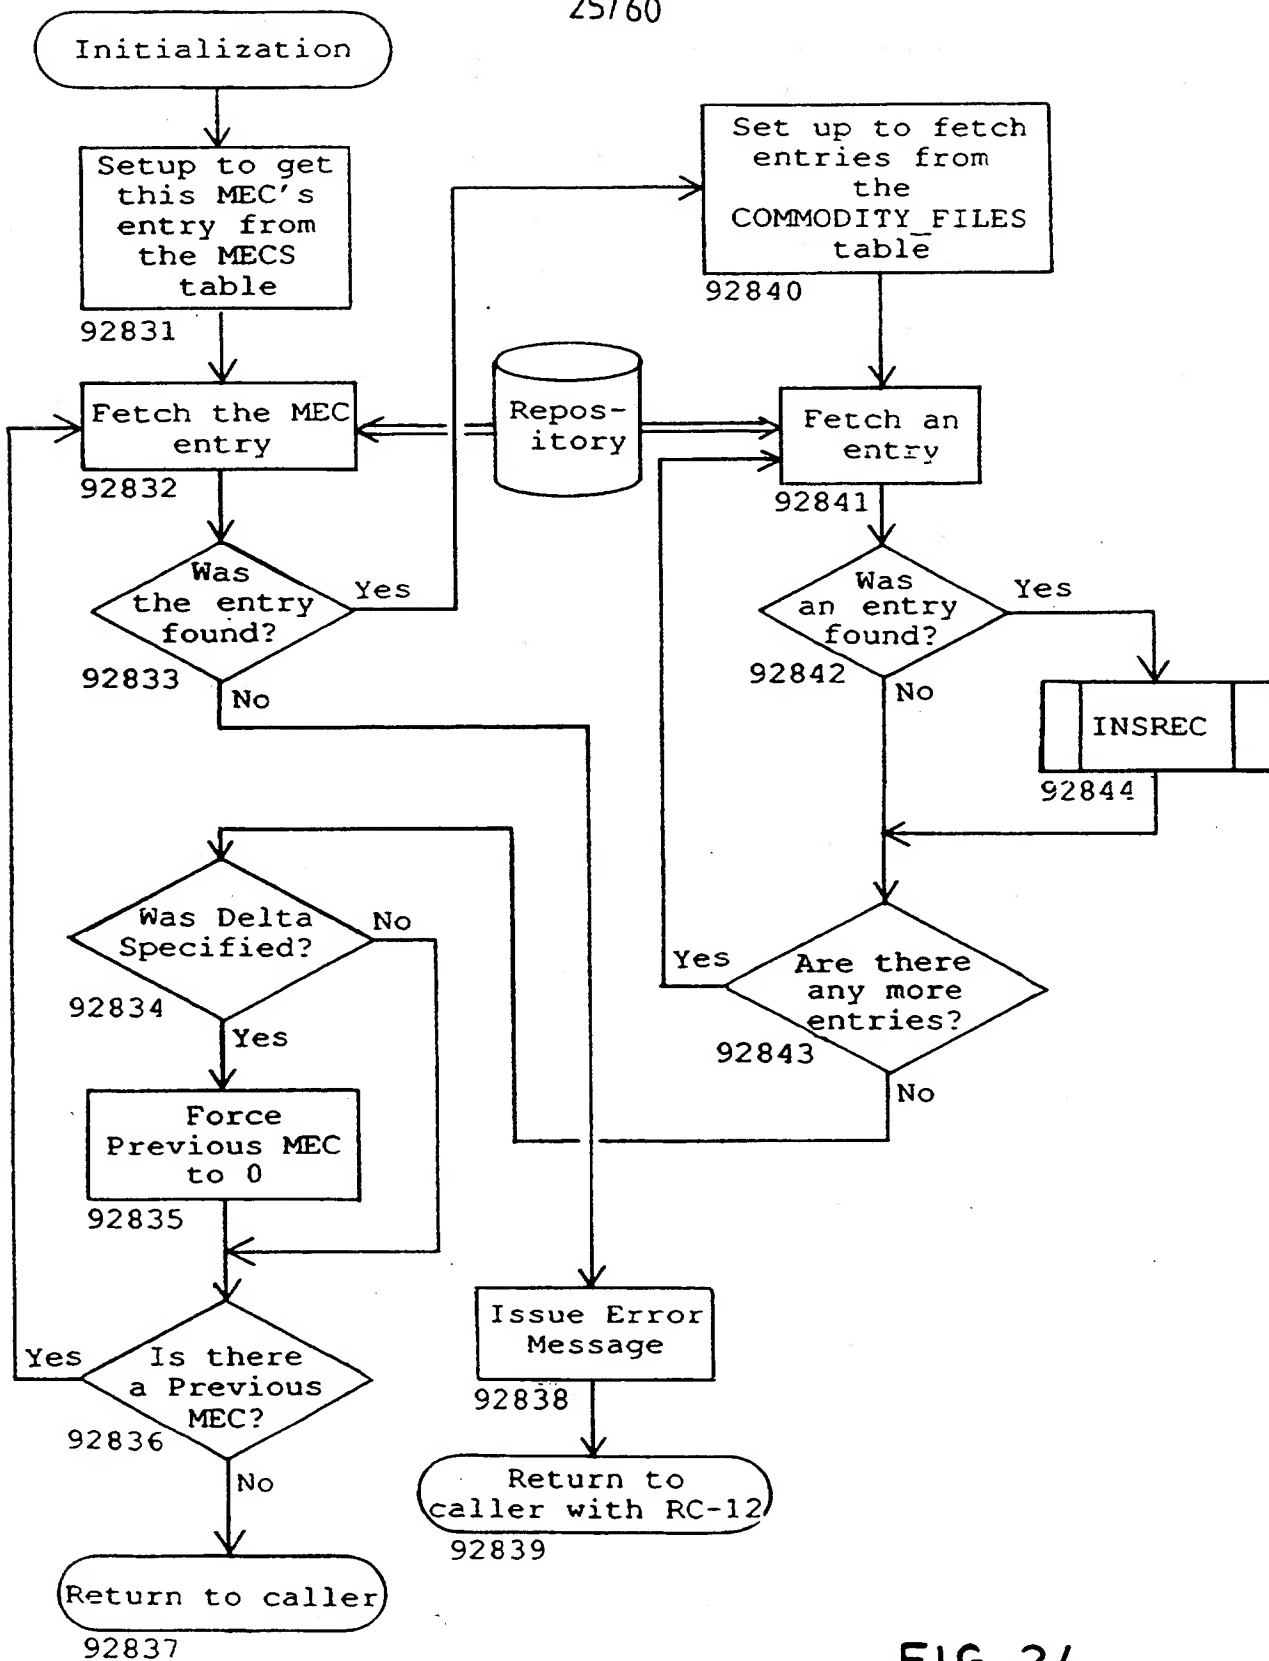 25/60
Initialization
Setup to get
this MEC's
entry from
the MECS
table
92831
Fetch the MEC
entry
92832
Was
the entry
found?
Yes
92833
No
Was Delta
Specified?
No
92834
Yes
Force
Previous MEC
to 0
92835
Yes
Is there
a Previous
MEC?
92836
No
Return to caller
92837
Repos-
itory
Issue Error
Message
92838
Return to
caller with RC-12
92839
Set up to fetch
entries from
the
COMMODITY_FILES
table
92840
Fetch an
entry
92841
Was
an entry
found?
Yes
92842
No
INSREC
92844
Yes
Are there
any more
entries?
92843
No